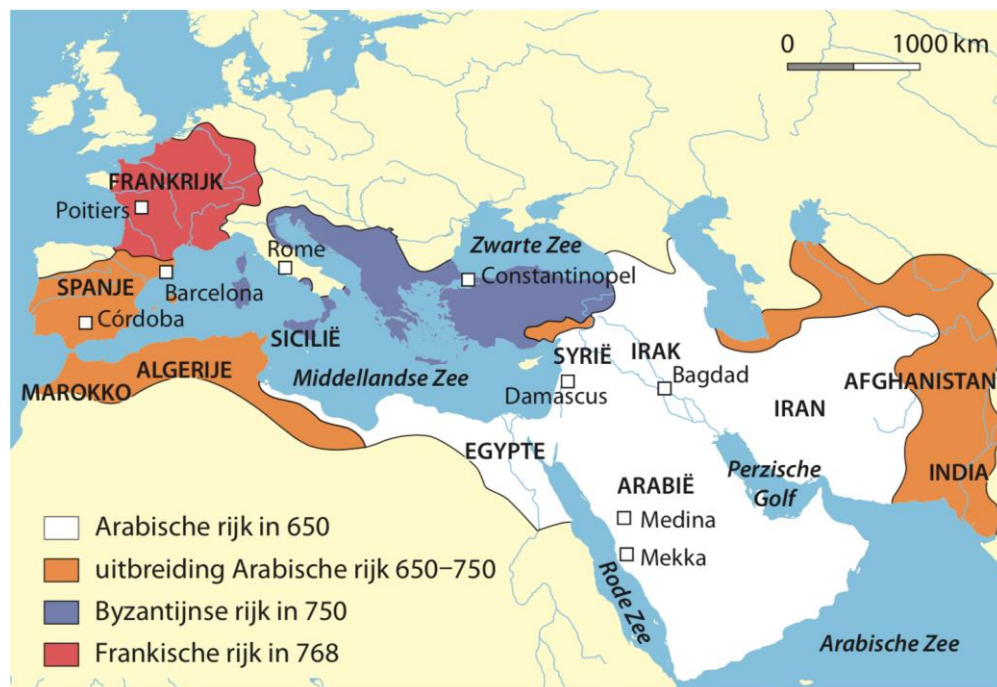 0 1000 km
FRANKRIJK
Poitiers
Zwarte Zee
Rome
Constantinopel
SPANJE
Barcelona
Córdoba
SICILIË
SYRIË
IRAK
ALGERIJE
Middellandse Zee
Damascus
Bagdad
AFGHANISTAN
MAROKKO
IRAN
EGYPTE
Perzische
Golf
INDIA
ARABIË
Medina
Mekka
Rode Zee
Arabische Zee
Arabische rijk in 650
uitbreiding Arabische rijk 650–750
Byzantijnse rijk in 750
Frankische rijk in 768